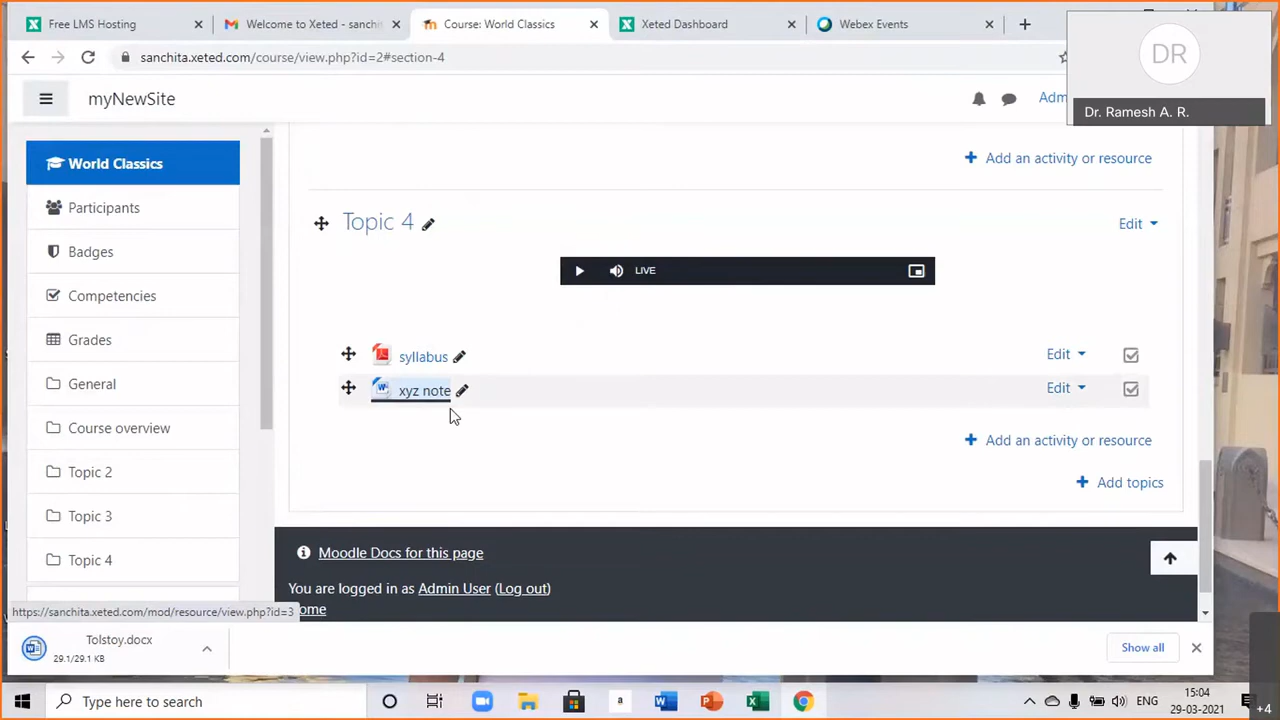 Free LMS Hosting
Welcome to Xeted - sanchit
Course: World Classics
Xeted Dashboard
Webex Events
sanchita.xeted.com/course/view.php?id=2#section-4
DR
Dr. Ramesh A. R.
myNewSite
Adm
World Classics
Participants
Badges
Competencies
Grades
General
Course overview
Topic 2
Topic 3
Topic 4
Add an activity or resource
Topic 4
Edit
LIVE
syllabus
Edit
xyz note
Edit
Add an activity or resource
Add topics
Moodle Docs for this page
You are logged in as Admin User (Log out)
ome
https://sanchita.xeted.com/mod/resource/view.php?id=3
Tolstoy.docx
29.1/29.1 KB
Show all
Type here to search
ENG
15:04
29-03-2021
+4